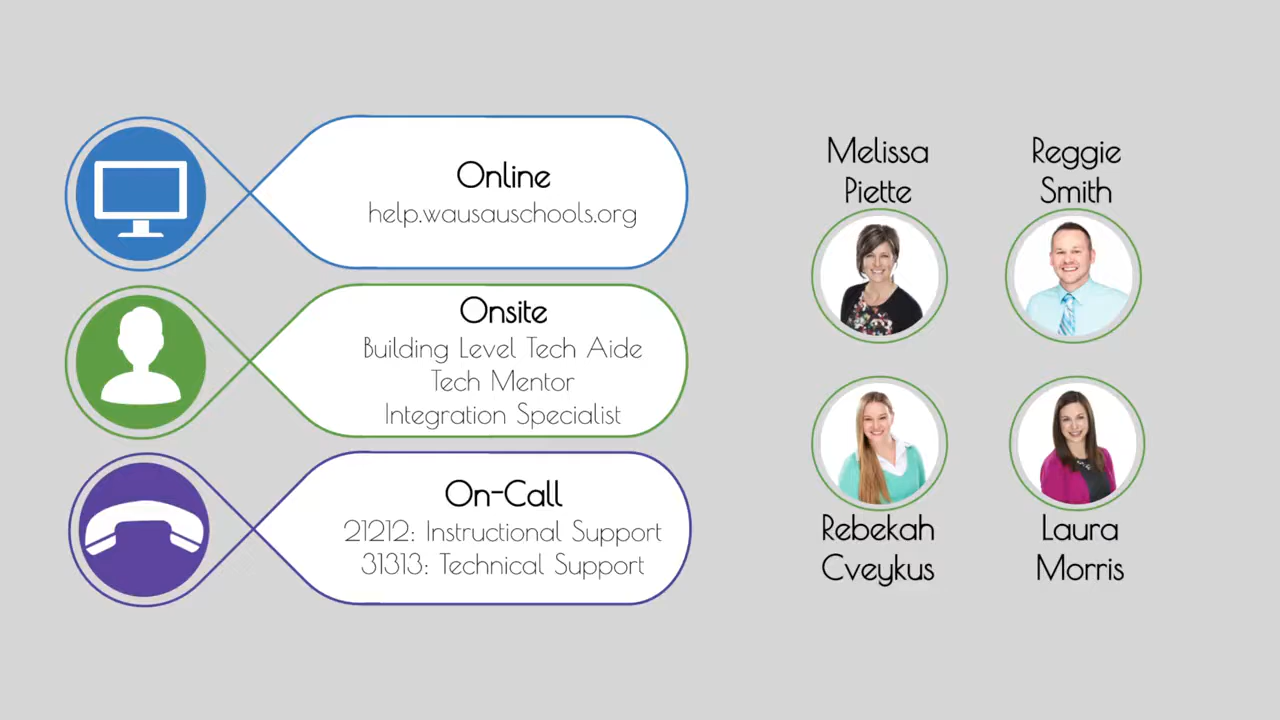 Online
help.wausauschools.org
Onsite
Building Level Tech Aide
Tech Mentor
Integration Specialist
On-Call
21212: Instructional Support
31313: Technical Support
Melissa
Piette
Reggie
Smith
Rebekah
Cveykus
Laura
Morris